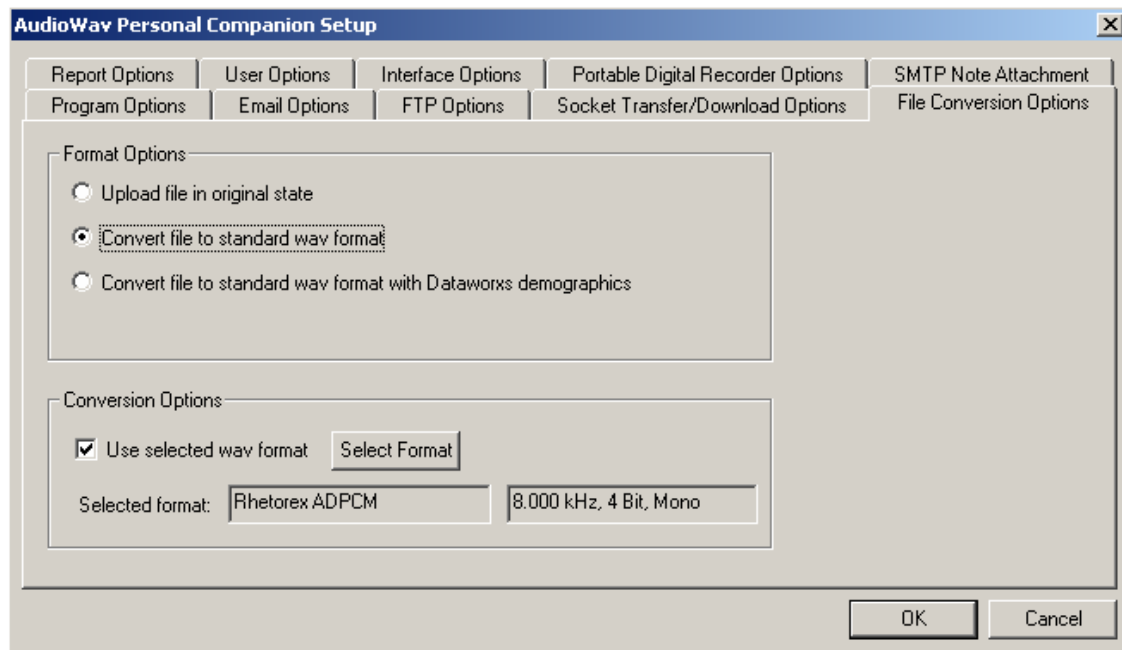 AudioWav Personal Companion Setup
Report Options User Options Interface Options Portable Digital Recorder Options SMTP Note Attachment
Program Options Email Options FTP Options Socket Transfer/Download Options File Conversion Options
Format Options
Upload file in original state
Convert file to standard wav format
Convert file to standard wav format with Dataworxs demographics
Conversion Options
Use selected wav format Select Format
Selected format: Rhetorex ADPCM 8.000 kHz, 4 Bit, Mono
OK Cancel